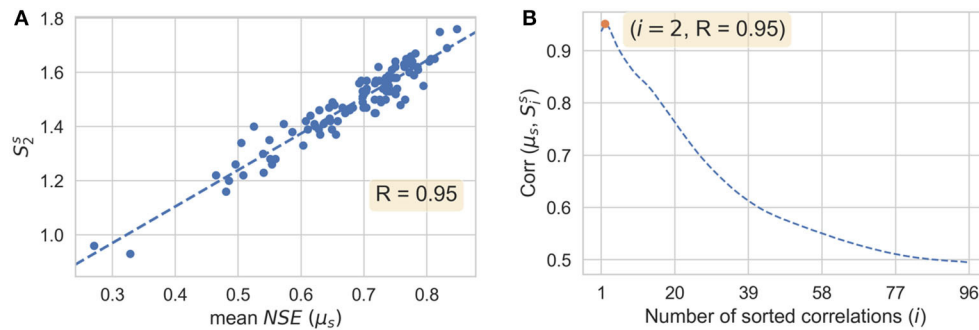 A
1.8
1.6
1.4
1.2
1.0
S₂ˢ
R = 0.95
0.3 0.4 0.5 0.6 0.7 0.8
mean NSE (μₛ)
B
(i = 2, R = 0.95)
0.9
0.8
0.7
0.6
0.5
Corr (μₛ, Sᵢˢ)
1 20 39 58 77 96
Number of sorted correlations (i)